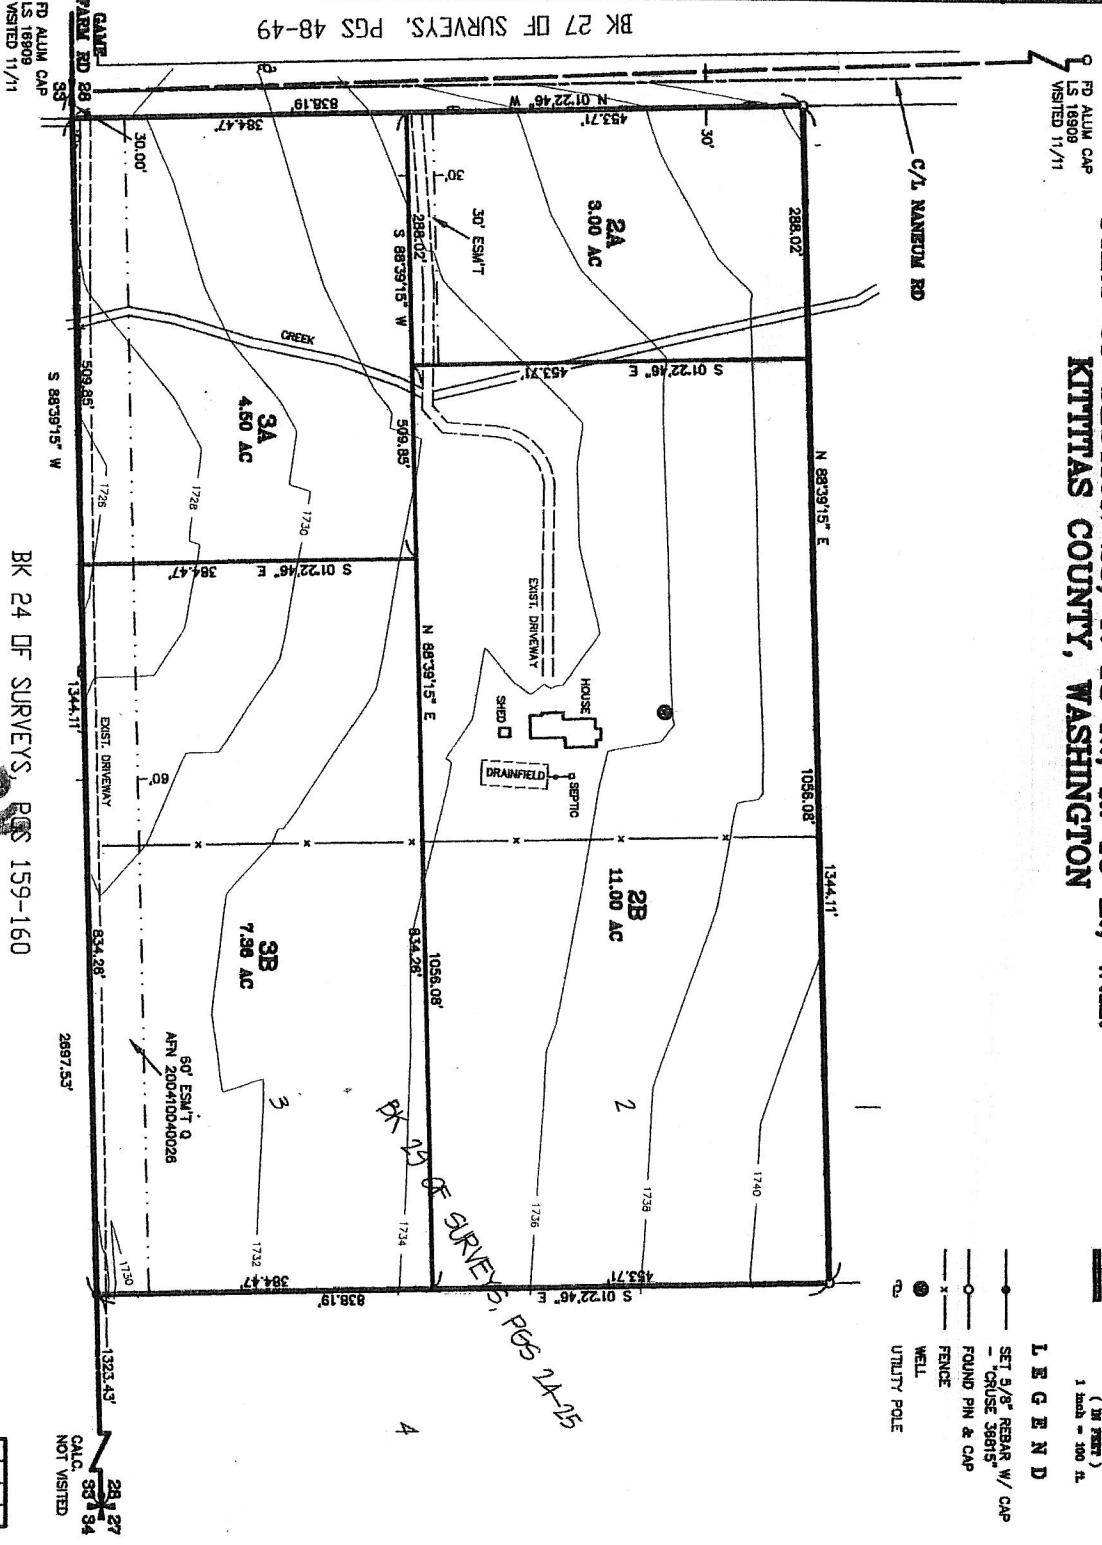 KITTITAS COUNTY, WASHINGTON
( IN FEET )
1 inch = 100 ft.
LEGEND
SET 5/8" REBAR W/ CAP
- "CRUSE 36815"
FOUND PIN & CAP
x FENCE
WELL
UTILITY POLE
FD ALUM CAP
LS 18909
VISITED 11/11
C/L NANEUM RD
BK 27 OF SURVEYS, PGS 48-49
N 01°22'46" W
838.19'
453.71'
384.47'
30'
288.02'
N 88°39'15" E
1056.08'
1344.11'
2A
3.00 AC
30' ESM'T
30'
288.02'
S 88°39'15" W
S 01°22'46" E
453.71'
EXIST. DRIVEWAY
HOUSE
SHED
DRAINFIELD
SEPTIC
2B
11.00 AC
2
1740
1738
1736
1734
S 01°22'46" E
453.71'
838.19'
384.47'
509.85'
N 88°39'15" E
834.26'
1056.08'
BK 25 OF SURVEYS, PGS 24-25
4
CREEK
3A
4.50 AC
1730
1728
1726
S 01°22'46" E
384.47'
3B
7.36 AC
3
1732
1730
60' ESM'T Q
AFN 200410040026
60'
30.00'
EXIST. DRIVEWAY
509.85'
S 88°39'15" W
1344.11'
834.26'
2697.53'
1323.43'
GAME
FARM RD
28
33
FD ALUM CAP
LS 18909
VISITED 11/11
BK 24 OF SURVEYS, PGS 159-160
28 27
33 34
CALC.
NOT VISITED